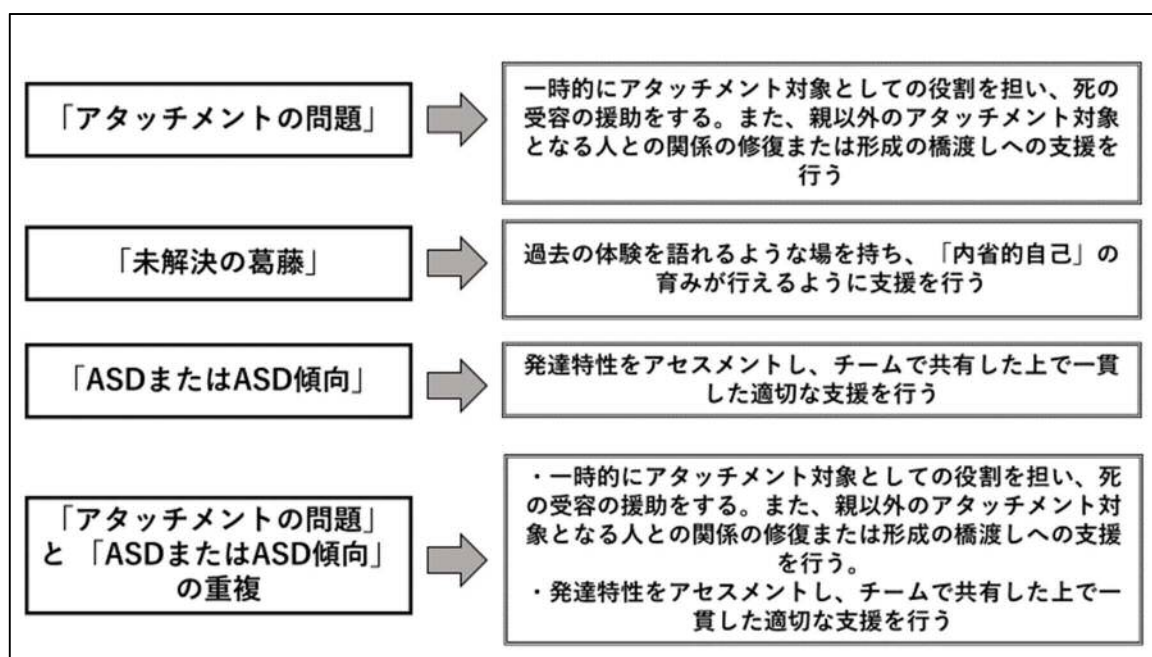 「アタッチメントの問題」
一時的にアタッチメント対象としての役割を担い、死の
受容の援助をする。また、親以外のアタッチメント対象
となる人との関係の修復または形成の橋渡しへの支援を
行う
「未解決の葛藤」
過去の体験を語れるような場を持ち、「内省的自己」の
育みが行えるように支援を行う
「ASDまたはASD傾向」
発達特性をアセスメントし、チームで共有した上で一貫
した適切な支援を行う
「アタッチメントの問題」
と 「ASDまたはASD傾向」
の重複
・一時的にアタッチメント対象としての役割を担い、死
の受容の援助をする。また、親以外のアタッチメント対
象となる人との関係の修復または形成の橋渡しへの支援
を行う。
・発達特性をアセスメントし、チームで共有した上で一
貫した適切な支援を行う